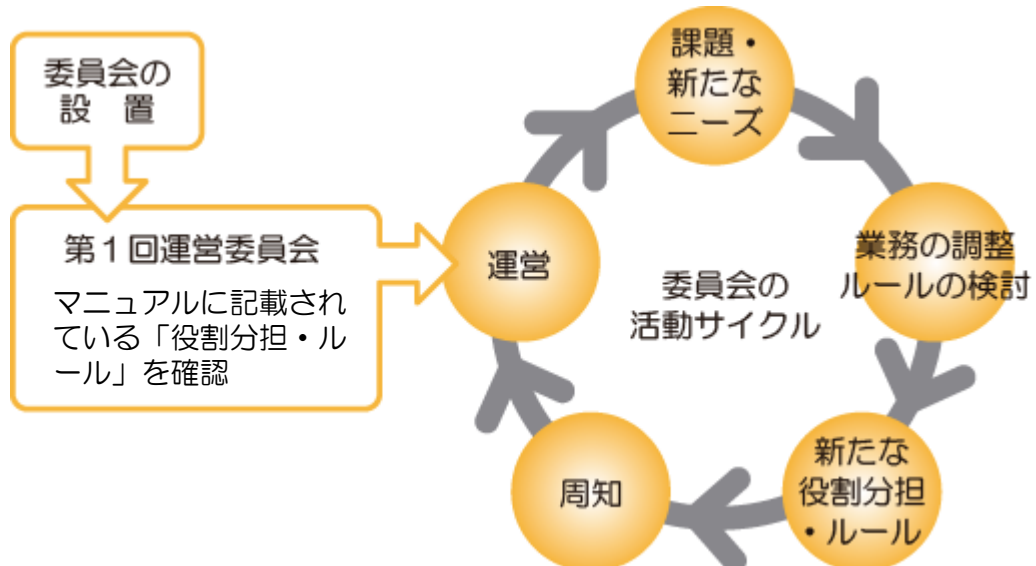 委員会の
設　置
第１回運営委員会
マニュアルに記載され
ている「役割分担・ル
ール」を確認
運営
課題・
新たな
ニーズ
業務の調整
ルールの検討
新たな
役割分担
・ルール
周知
委員会の
活動サイクル